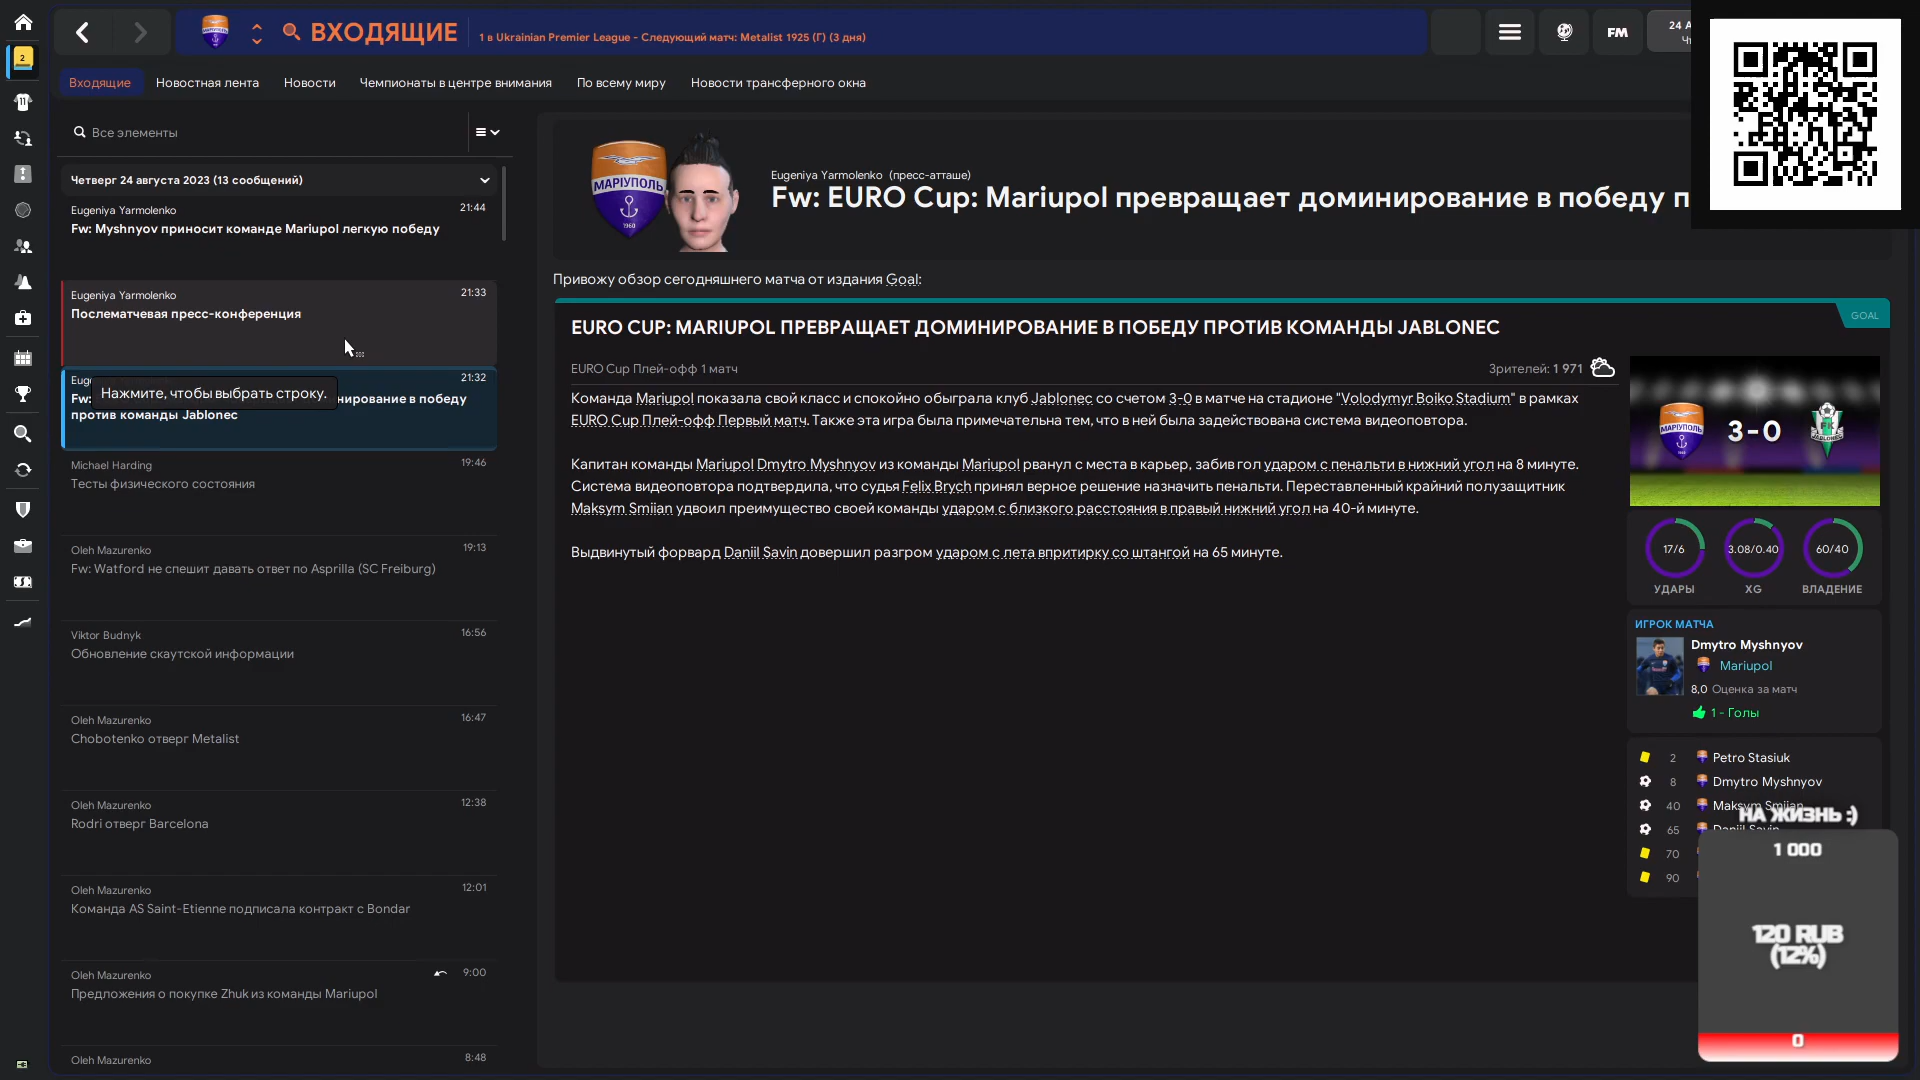 ВХОДЯЩИЕ
1 в Ukrainian Premier League - Следующий матч: Metalist 1925 (Г) (3 дня)
FM
24 А
2
11
Входящие
Новостная лента
Новости
Чемпионаты в центре внимания
По всему миру
Новости трансферного окна
Все элементы
Четверг 24 августа 2023 (13 сообщений)
Eugeniya Yarmolenko 21:44
Fw: Myshnyov приносит команде Mariupol легкую победу
Eugeniya Yarmolenko 21:33
Послематчевая пресс-конференция
Eug 21:32
Нажмите, чтобы выбрать строку.
Fw: нирование в победу
против команды Jablonec
Michael Harding 19:46
Тесты физического состояния
Oleh Mazurenko 19:13
Fw: Watford не спешит давать ответ по Asprilla (SC Freiburg)
Viktor Budnyk 16:56
Обновление скаутской информации
Oleh Mazurenko 16:47
Chobotenko отверг Metalist
Oleh Mazurenko 12:38
Rodri отверг Barcelona
Oleh Mazurenko 12:01
Команда AS Saint-Etienne подписала контракт с Bondar
Oleh Mazurenko 9:00
Предложения о покупке Zhuk из команды Mariupol
Oleh Mazurenko 8:48
МАРІУПОЛЬ
1960
Eugeniya Yarmolenko (пресс-атташе)
Fw: EURO Cup: Mariupol превращает доминирование в победу п
Привожу обзор сегодняшнего матча от издания Goal:
GOAL
EURO CUP: MARIUPOL ПРЕВРАЩАЕТ ДОМИНИРОВАНИЕ В ПОБЕДУ ПРОТИВ КОМАНДЫ JABLONEC
EURO Cup Плей-офф 1 матч
Зрителей: 1 971
Команда Mariupol показала свой класс и спокойно обыграла клуб Jablonec со счетом 3-0 в матче на стадионе "Volodymyr Boiko Stadium" в рамках
EURO Cup Плей-офф Первый матч. Также эта игра была примечательна тем, что в ней была задействована система видеоповтора.
Капитан команды Mariupol Dmytro Myshnyov из команды Mariupol рванул с места в карьер, забив гол ударом с пенальти в нижний угол на 8 минуте.
Система видеоповтора подтвердила, что судья Felix Brych принял верное решение назначить пенальти. Переставленный крайний полузащитник
Maksym Smiian удвоил преимущество своей команды ударом с близкого расстояния в правый нижний угол на 40-й минуте.
Выдвинутый форвард Daniil Savin довершил разгром ударом с лета впритирку со штангой на 65 минуте.
МАРІУПОЛЬ
3-0
17/6
3.08/0.40
60/40
УДАРЫ
XG
ВЛАДЕНИЕ
ИГРОК МАТЧА
Dmytro Myshnyov
Mariupol
8,0 Оценка за матч
1 - Голы
2 Petro Stasiuk
8 Dmytro Myshnyov
40 Maksym Smiian
65 Daniil Savin
70
90
НА ЖИЗНЬ :)
1 000
120 RUB
(12%)
0